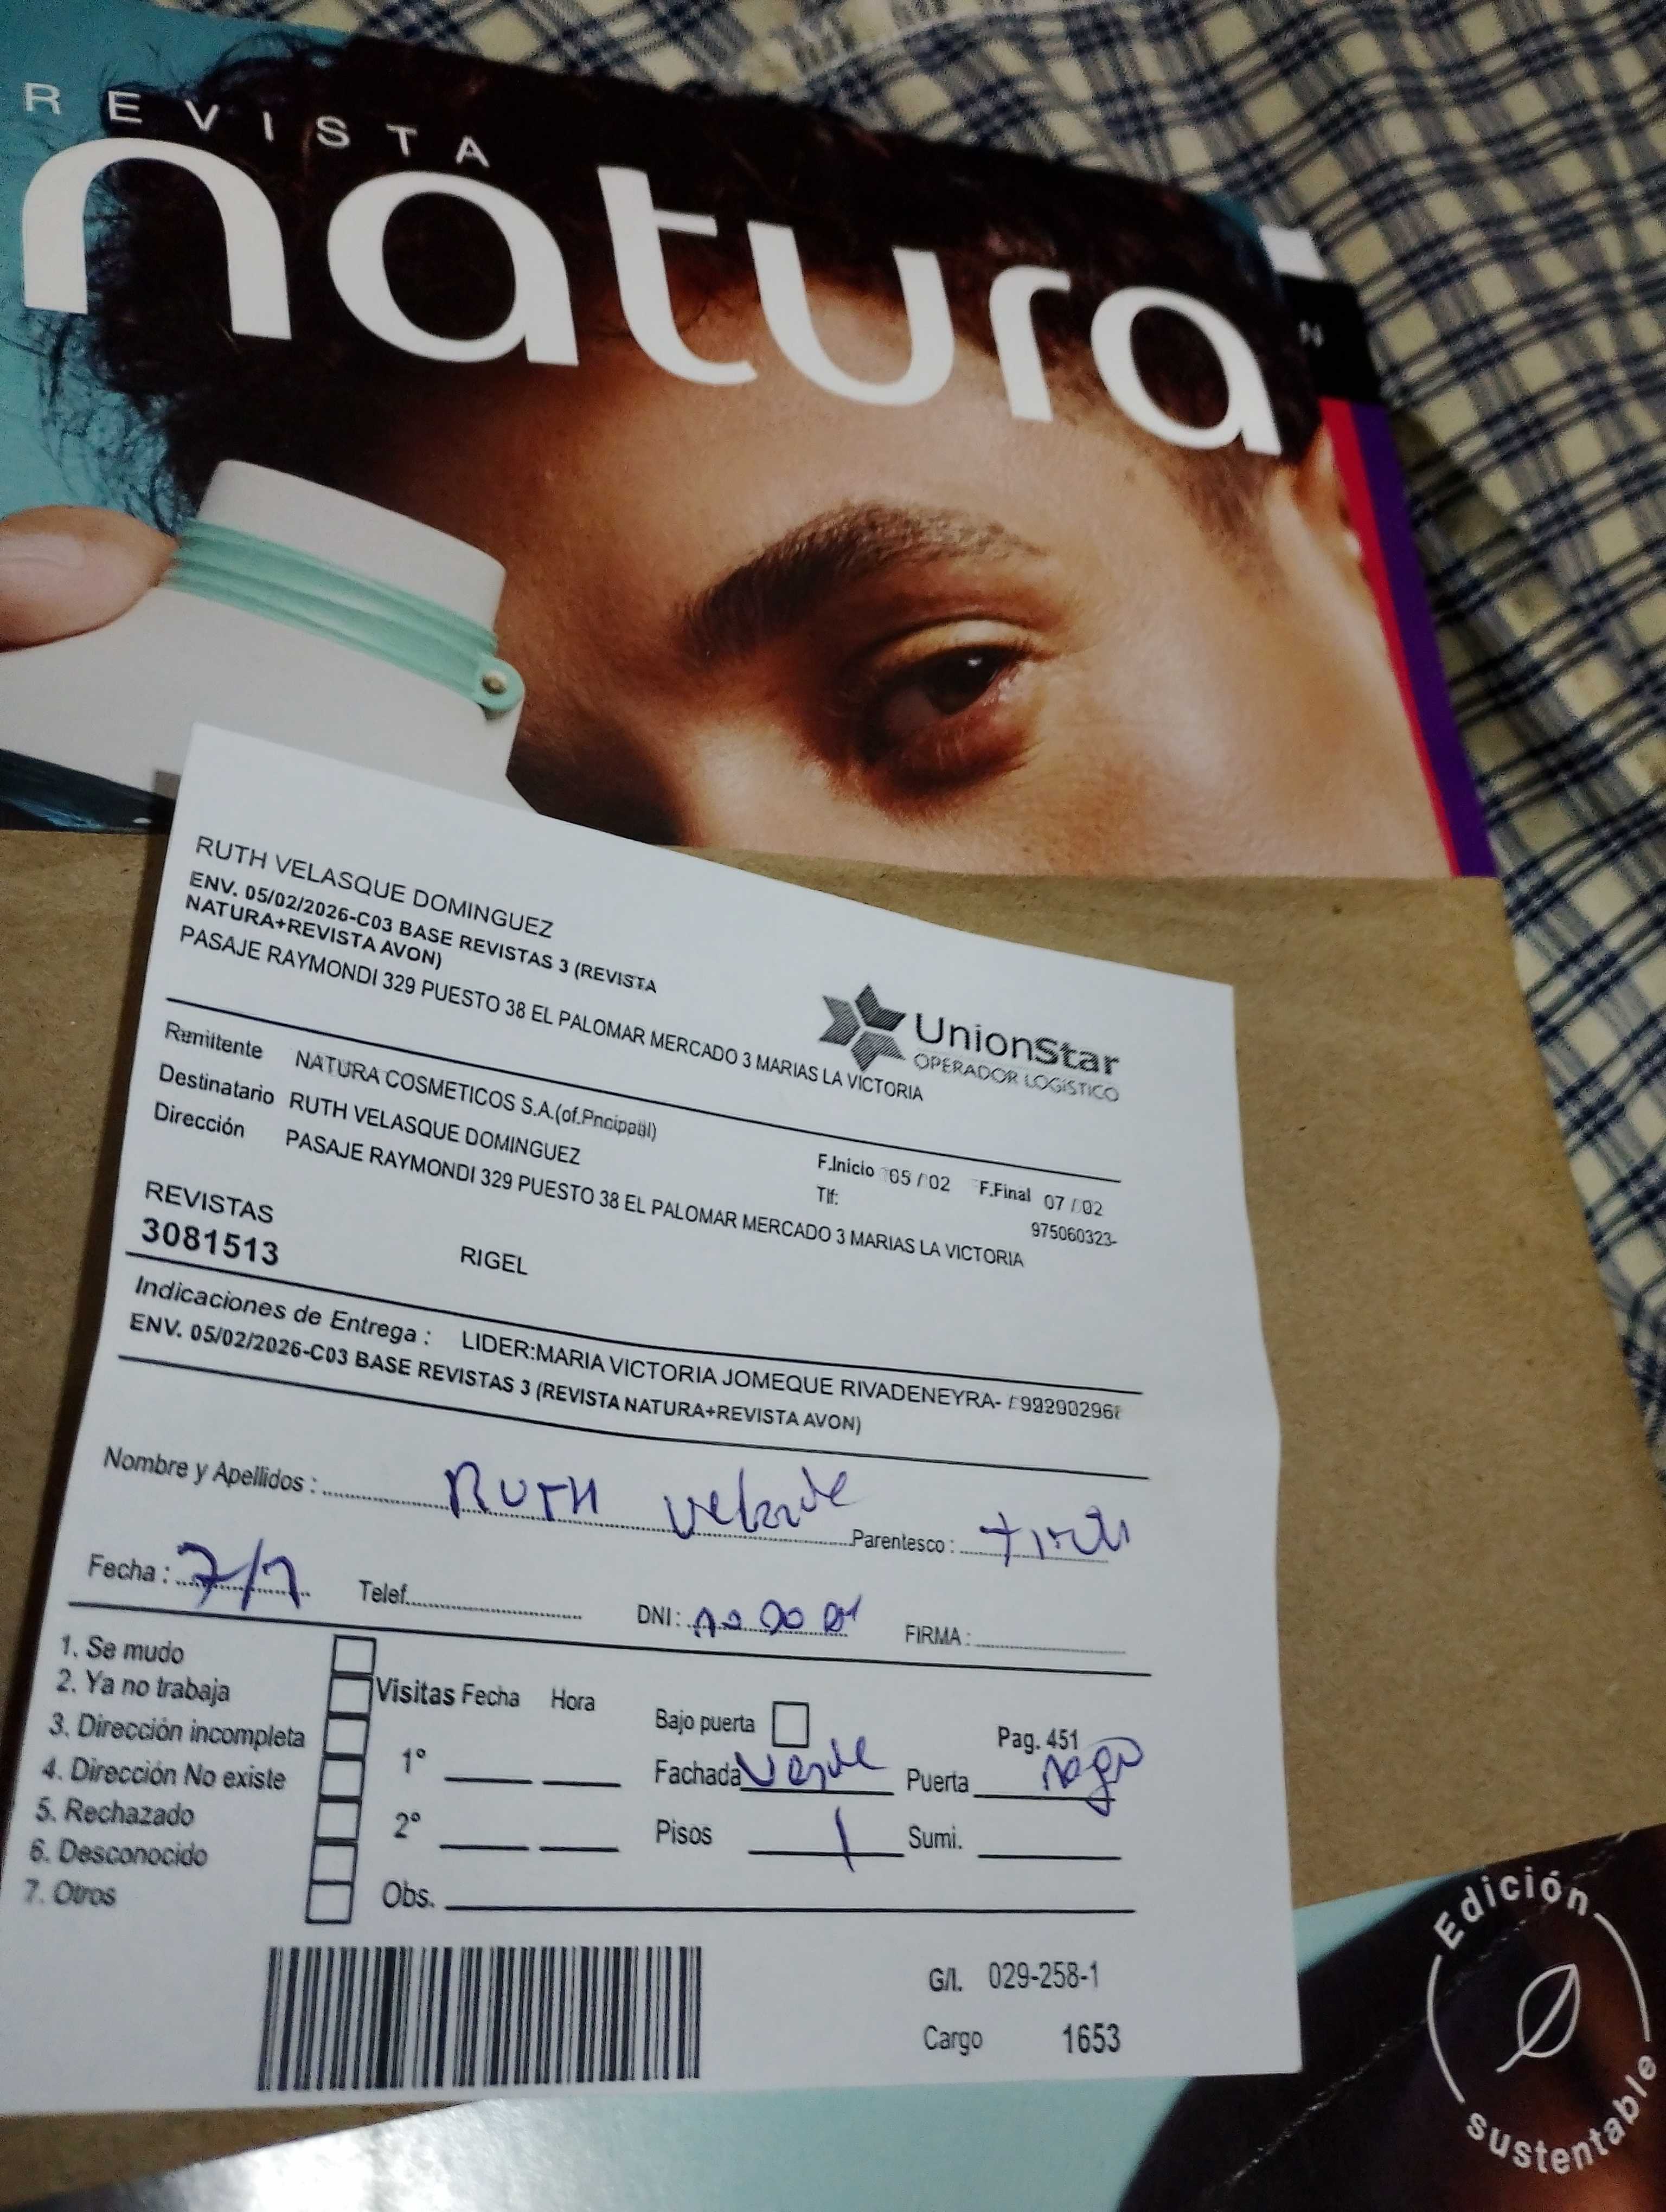 REVISTA
natura
N
RUTH VELASQUE DOMINGUEZ
ENV. 05/02/2026-C03 BASE REVISTAS 3 (REVISTA
NATURA+REVISTA AVON)
PASAJE RAYMONDI 329 PUESTO 38 EL PALOMAR MERCADO 3 MARIAS LA VICTORIA
UnionStar
OPERADOR LOGÍSTICO
Remittente NATURA COSMETICOS S.A.(of.Pncipaal)
Destinatario RUTH VELASQUE DOMINGUEZ
F.Inicio 05/02 F.Final 07/02
Dirección PASAJE RAYMONDI 329 PUESTO 38 EL PALOMAR MERCADO 3 MARIAS LA VICTORIA
Tlf: 975060323-
REVISTAS
3081513 RIGEL
Indicaciones de Entrega : LIDER:MARIA VICTORIA JOMEQUE RIVADENEYRA-
ENV. 05/02/2026-C03 BASE REVISTAS 3 (REVISTA NATURA+REVISTA AVON)
Nombre y Apellidos : RUTH Parentesco :
Fecha : Telef. DNI: FIRMA :
1. Se mudo
2. Ya no trabaja
3. Dirección incompleta
4. Dirección No existe
5. Rechazado
6. Desconocido
7. Otros
Visitas Fecha Hora
1°
2°
Obs.
Bajo puerta
Pag. 451
Fachada Verde Puerta
Pisos 1 Sumi.
G/l. 029-258-1
Cargo 1653
Edición
sustentable